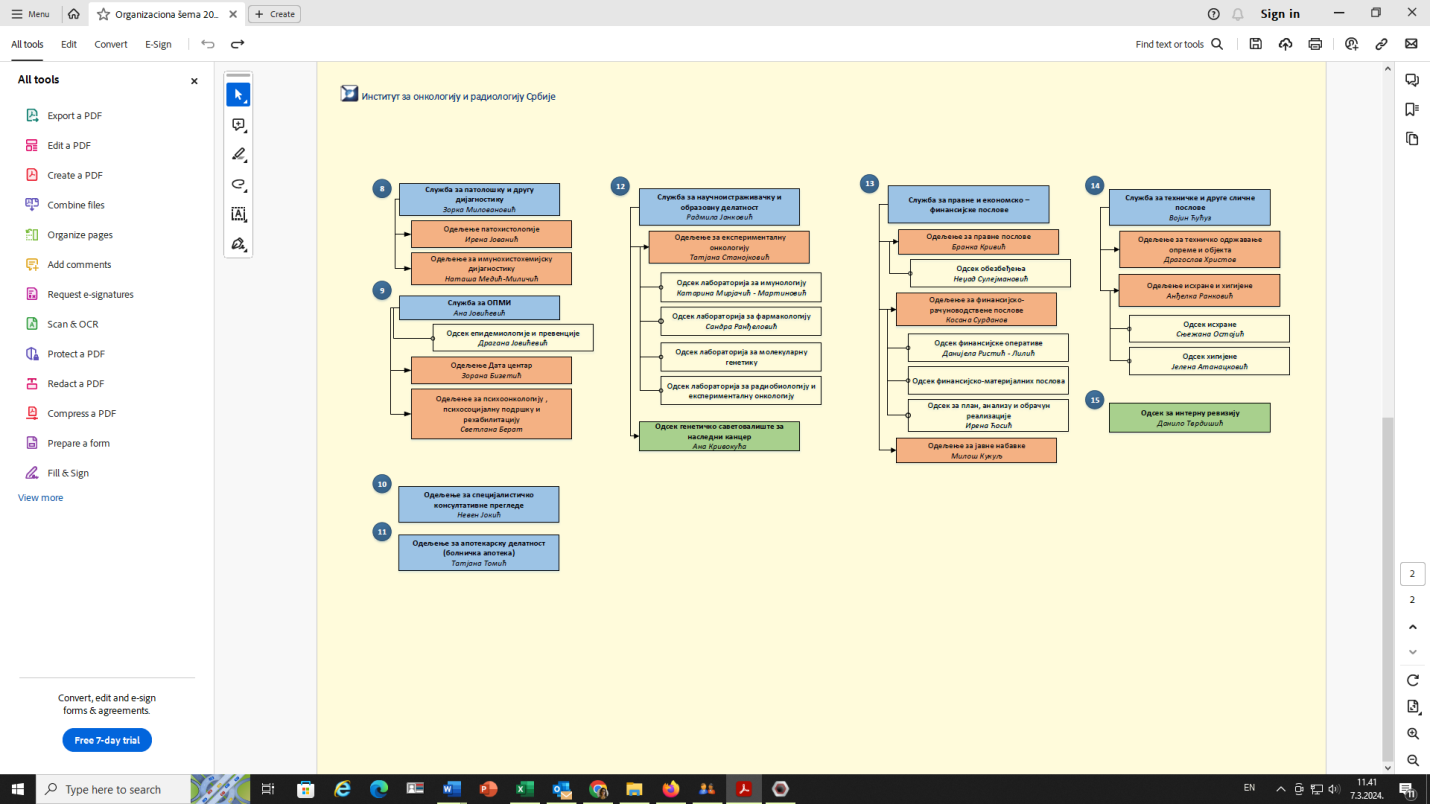 Menu
Organizaciona šema 20...
Create
Sign in
All tools
Edit
Convert
E-Sign
Find text or tools
All tools
Export a PDF
Edit a PDF
Create a PDF
Combine files
Organize pages
Add comments
Request e-signatures
Scan & OCR
Protect a PDF
Redact a PDF
Compress a PDF
Prepare a form
Fill & Sign
View more
Convert, edit and e-sign
forms & agreements.
Free 7-day trial
Институт за онкологију и радиологију Србије
8
Служба за патолошку и другу
дијагностику
Зорка Миловановић
Одељење патохистологије
Ирена Јованић
Одељење за имунохистохемијску
дијагностику
Наташа Медић-Миличић
9
Служба за ОПМИ
Ана Јовићевић
Одсек епидемиологије и превенције
Драгана Јовићевић
Одељење Дата центар
Зорана Бизетић
Одељење за психоонкологију ,
психосоцијалну подршку и
рехабилитацију
Светлана Берат
10
Одељење за специјалистичко
консултативне прегледе
Невен Јокић
11
Одељење за апотекарску делатност
(болничка апотека)
Татјана Томић
12
Служба за научноистраживачку и
образовну делатност
Радмила Јанковић
Одељење за експерименталну
онкологију
Татјана Станојковић
Одсек лабораторија за имунологију
Катарина Мирјачић - Мартиновић
Одсек лабораторија за фармакологију
Сандра Ранђеловић
Одсек лабораторија за молекуларну
генетику
Одсек лабораторија за радиобиологију и
експерименталну онкологију
Одсек генетичко саветовалиште за
наследни канцер
Ана Кривокућа
13
Служба за правне и економско –
финансијске послове
Одељење за правне послове
Бранка Кривић
Одсек обезбеђења
Неџад Сулејмановић
Одељење за финансијско-
рачуноводствене послове
Касана Сурданов
Одсек финансијске оперативе
Данијела Ристић - Лилић
Одсек финансијско-материјалних послова
Одсек за план, анализу и обрачун
реализације
Ирена Ћосић
Одељење за јавне набавке
Милош Кукуљ
14
Служба за техничке и друге сличне
послове
Војин Ђућуз
Одељење за техничко одржавање
опреме и објекта
Драгослав Христов
Одељење исхране и хигијене
Анђелка Ранковић
Одсек исхране
Сњежана Остојић
Одсек хигијене
Јелена Атанацковић
15
Одсек за интерну ревизију
Данило Тврдишић
2
2
Type here to search
EN
11.41
7.3.2024.
11